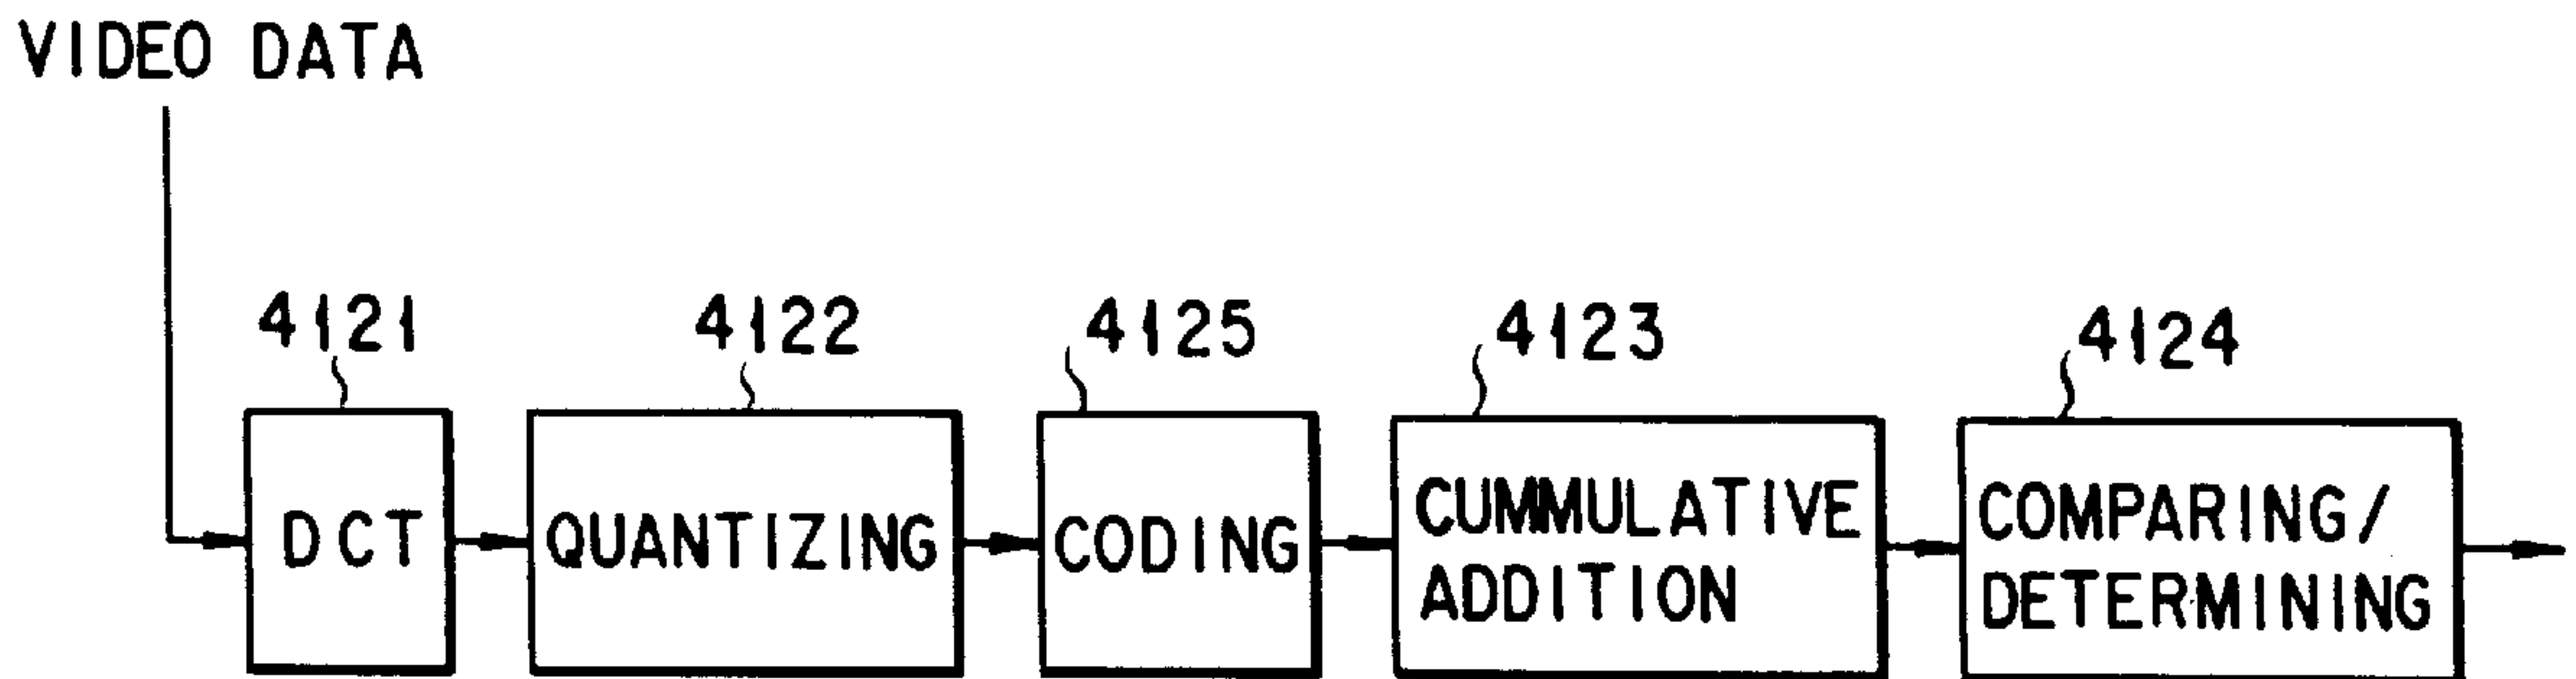 VIDEO DATA
4121
4122
4125
4123
4124
DCT
QUANTIZING
CODING
CUMMULATIVE
ADDITION
COMPARING/
DETERMINING